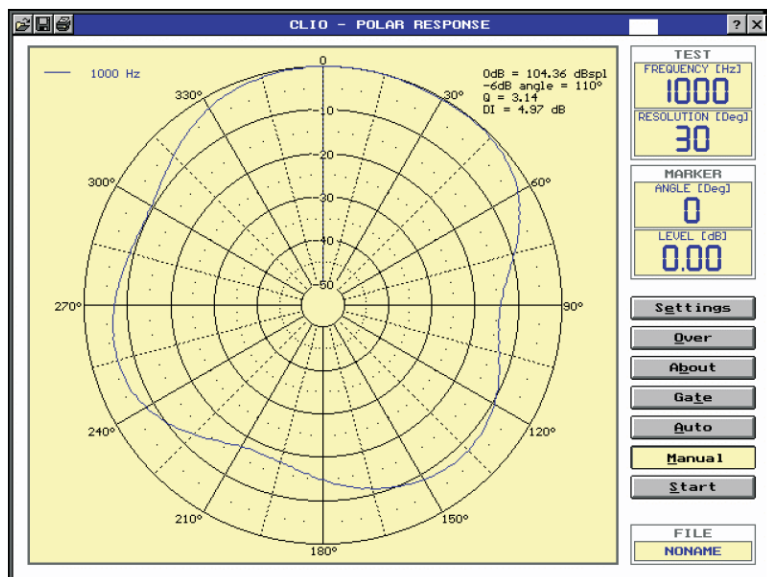 CLIO - POLAR RESPONSE
? X
1000 Hz
0dB = 104.36 dBspl
-6dB angle = 110°
Q = 3.14
DI = 4.97 dB
0
330°
30°
-10
-20
300°
60°
-30
-40
-50
270°
90°
240°
120°
210°
150°
180°
TEST
FREQUENCY [Hz]
1000
RESOLUTION [Deg]
30
MARKER
ANGLE [Deg]
0
LEVEL [dB]
0.00
Settings
Over
About
Gate
Auto
Manual
Start
FILE
NONAME